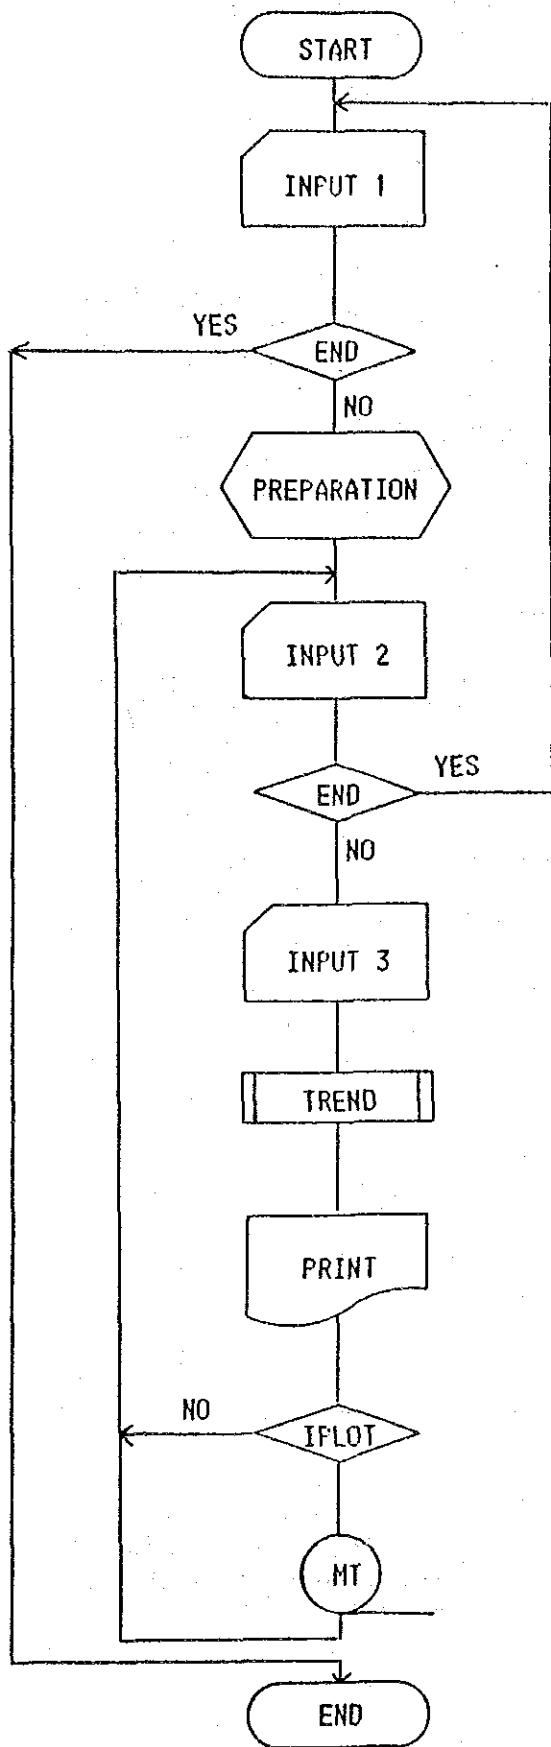 START
INPUT 1
YES
END
NO
PREPARATION
INPUT 2
YES
END
NO
INPUT 3
TREND
PRINT
NO
IPLOT
MT
END